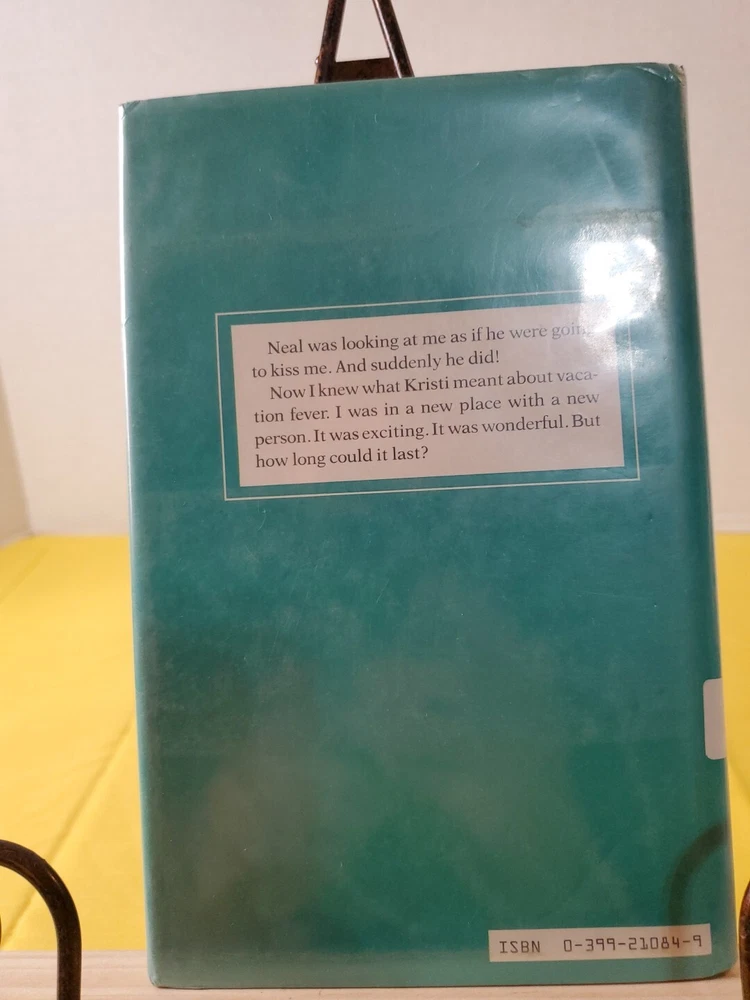 Neal was looking at me as if he were going
to kiss me. And suddenly he did!
Now I knew what Kristi meant about vaca-
tion fever. I was in a new place with a new
person. It was exciting. It was wonderful. But
how long could it last?
ISBN 0-399-21084-9